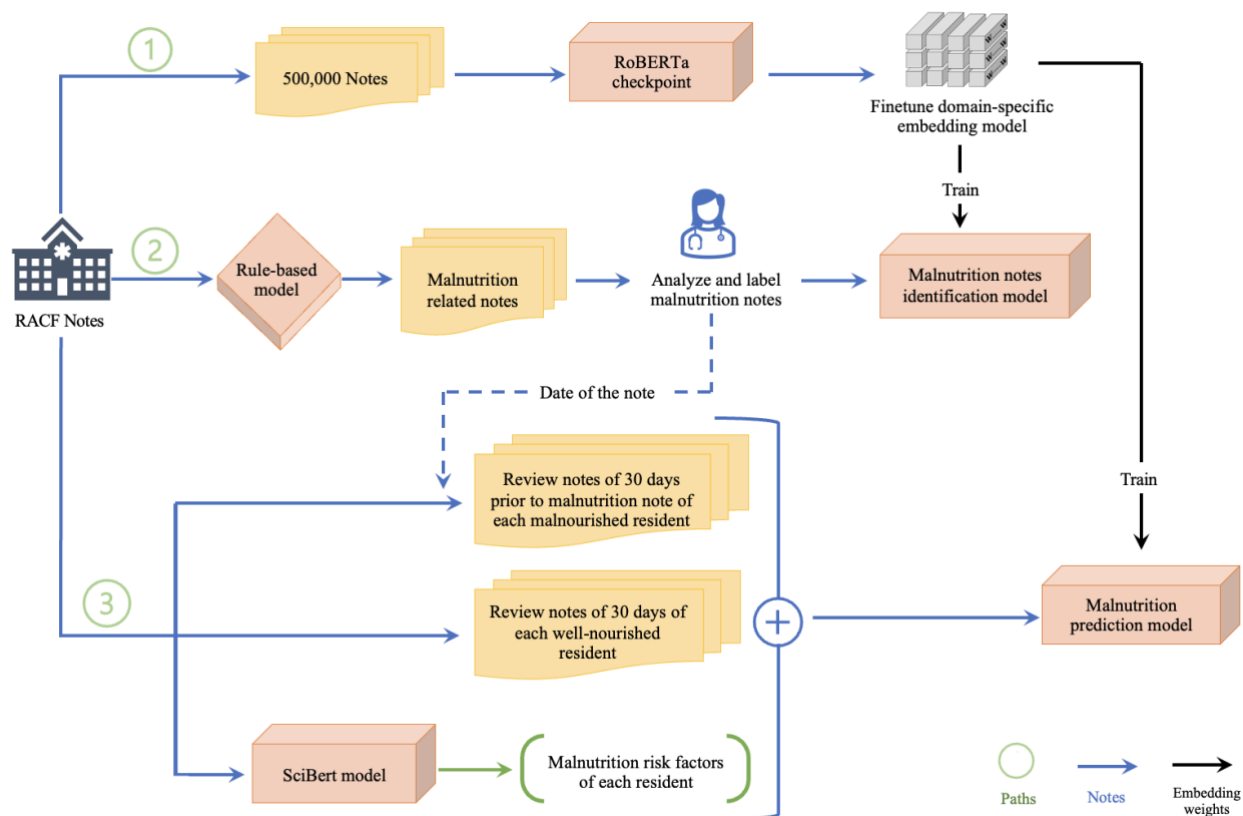 1
500,000 Notes
RoBERTa
checkpoint
Finetune domain-specific
embedding model
Train
2
RACF Notes
Rule-based
model
Malnutrition
related notes
Analyze and label
malnutrition notes
Malnutrition notes
identification model
Date of the note
Review notes of 30 days
prior to malnutrition note of
each malnourished resident
Train
3
Review notes of 30 days of
each well-nourished
resident
Malnutrition
prediction model
SciBert model
Malnutrition risk factors
of each resident
Paths
Notes
Embedding
weights